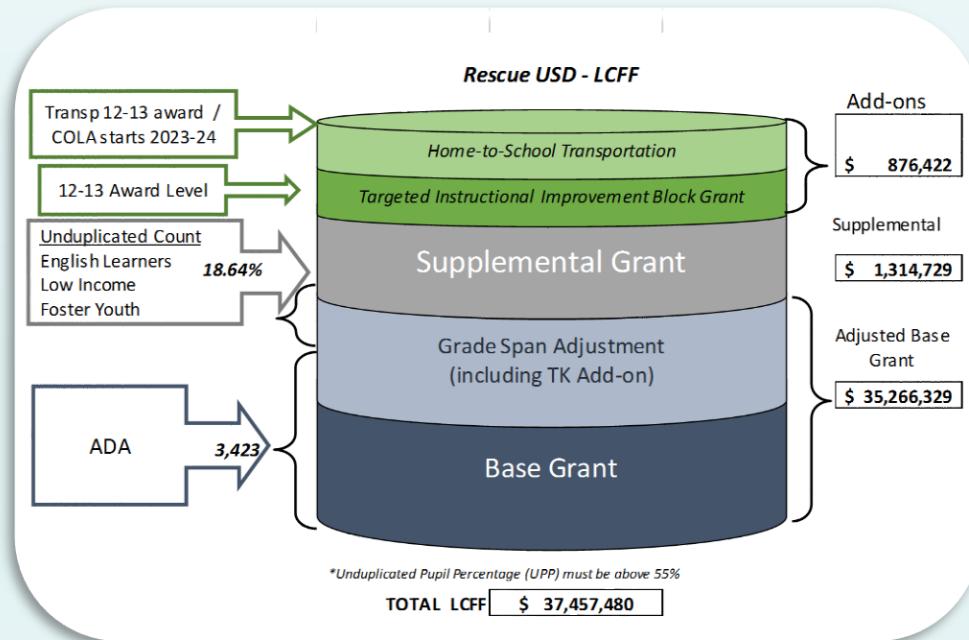 Rescue USD - LCFF
Transp 12-13 award /
COLA starts 2023-24
12-13 Award Level
Unduplicated Count
English Learners
Low Income
Foster Youth
18.64%
ADA
3,423
Home-to-School Transportation
Targeted Instructional Improvement Block Grant
Supplemental Grant
Grade Span Adjustment
(including TK Add-on)
Base Grant
Add-ons
$ 876,422
Supplemental
$ 1,314,729
Adjusted Base
Grant
$ 35,266,329
*Unduplicated Pupil Percentage (UPP) must be above 55%
TOTAL LCFF $ 37,457,480